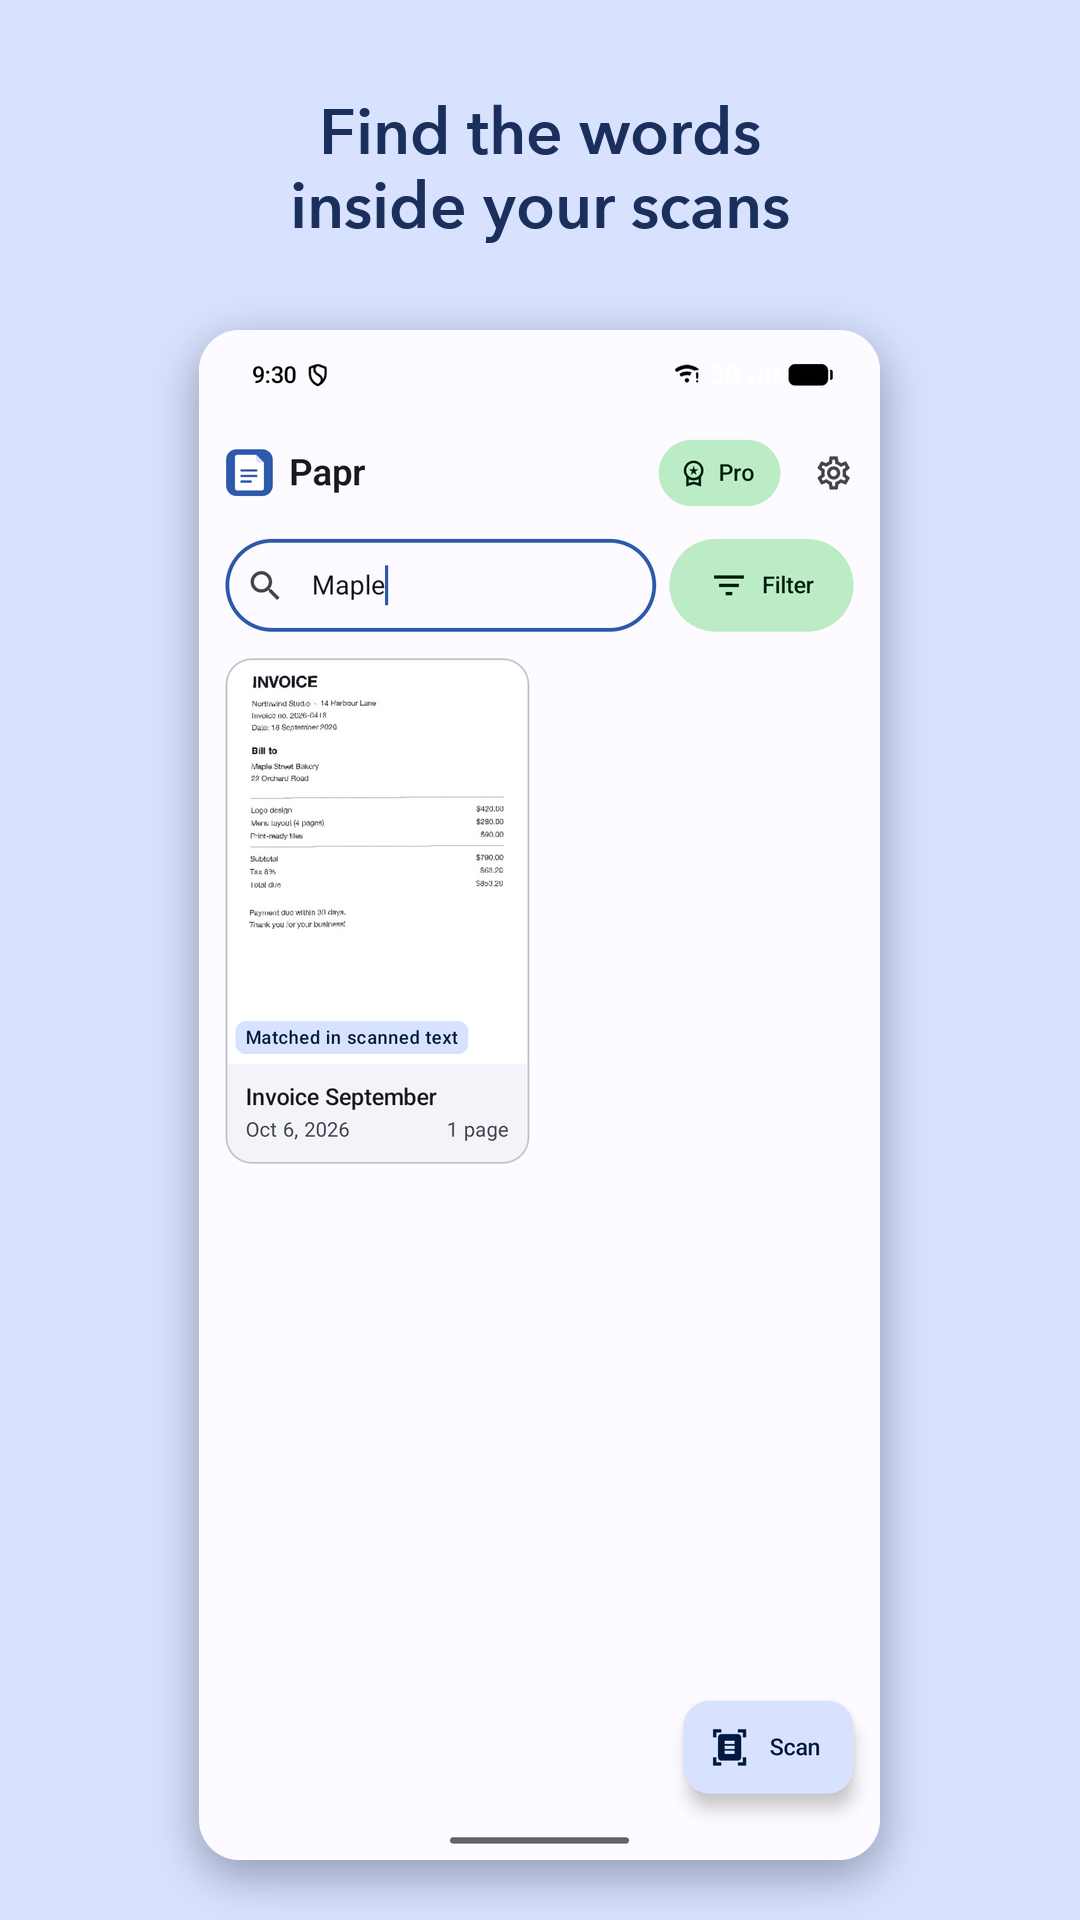 Find the words
inside your scans
9:30
3G
Papr
Pro
Maple
Filter
INVOICE
Northwind Studio - 14 Harbour Lane
Invoice no. 2026-0418
Date: 18 September 2026
Bill to
Maple Street Bakery
22 Orchard Road
Logo design $420.00
Menu layout (4 pages) $280.00
Print-ready files $90.00
Subtotal $790.00
Tax 8% $63.20
Total due $853.20
Payment due within 30 days.
Thank you for your business!
Matched in scanned text
Invoice September
Oct 6, 2026 1 page
Scan